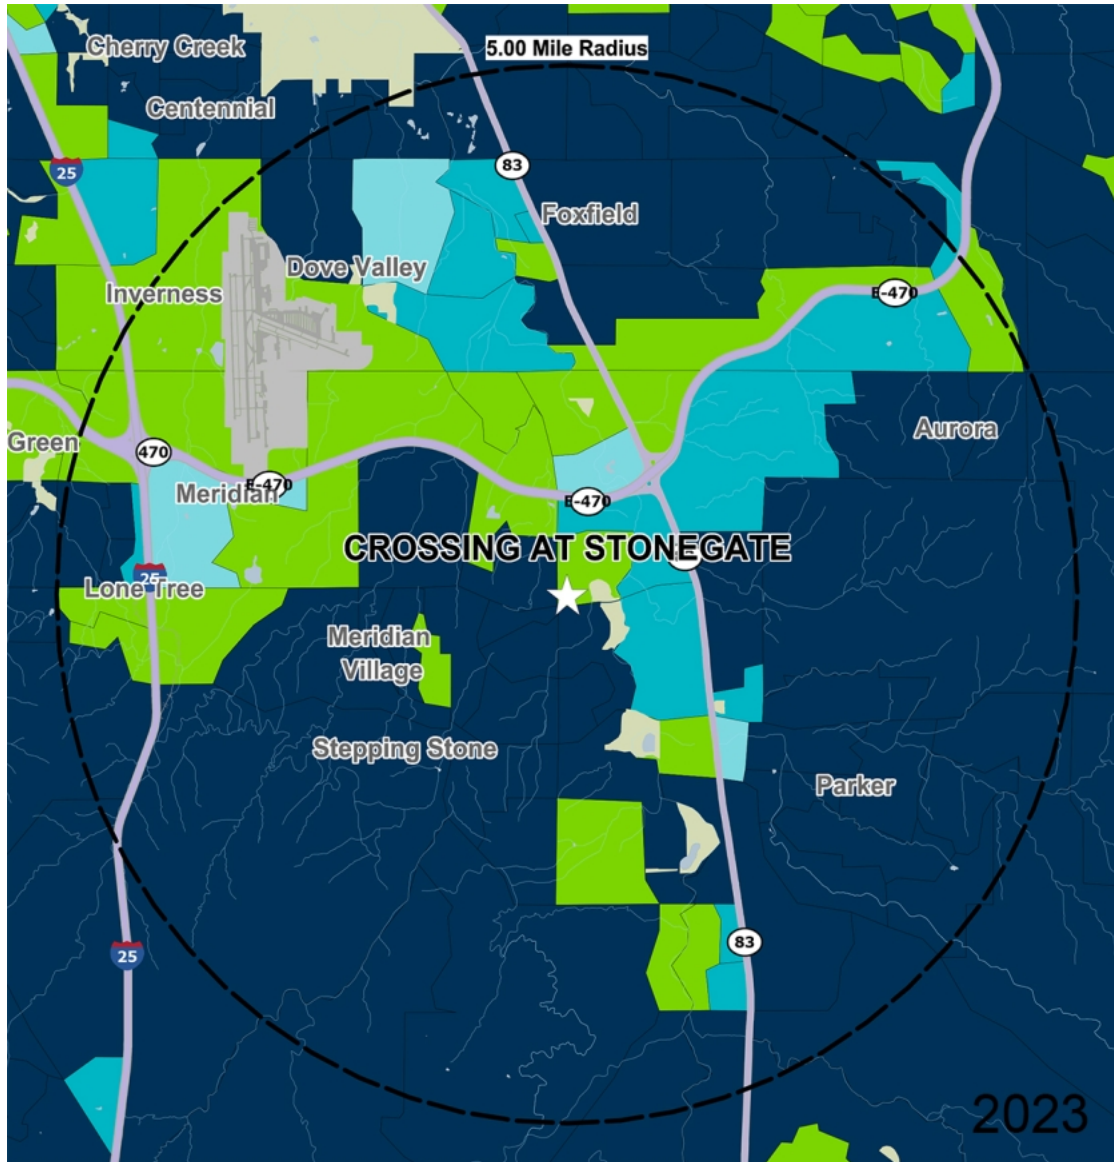 5.00 Mile Radius
Cherry Creek
Centennial
83
25
Foxfield
Dove Valley
Inverness
E-470
Aurora
Green
470
E-470
Meridian
E-470
CROSSING AT STONEGATE
25
Lone Tree
Meridian
Village
Stepping Stone
Parker
83
25
2023